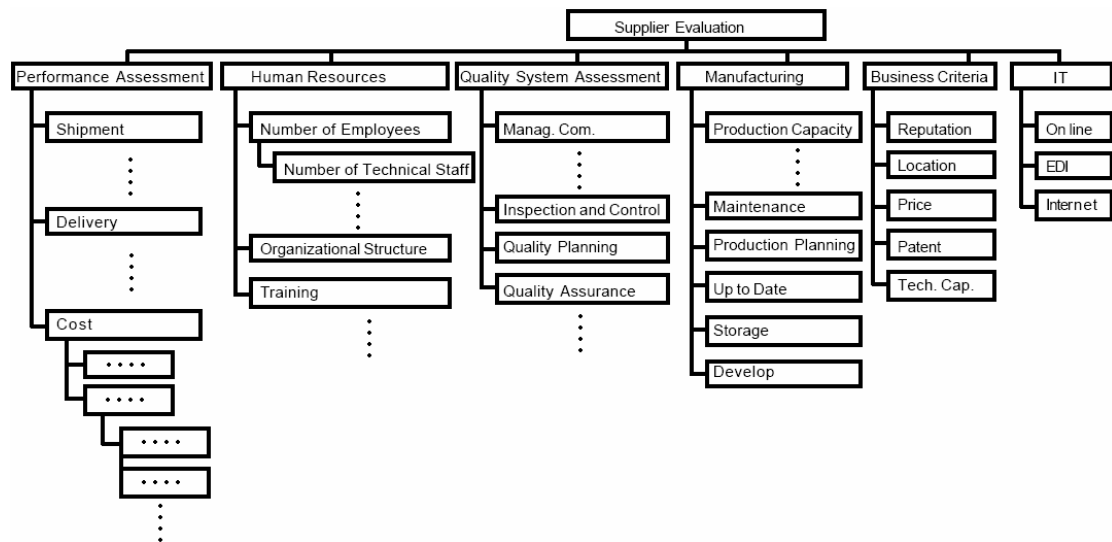 Supplier Evaluation
Performance Assessment
Human Resources
Quality System Assessment
Manufacturing
Business Criteria
IT
Shipment
Delivery
Cost
Number of Employees
Number of Technical Staff
Organizational Structure
Training
Manag. Com.
Inspection and Control
Quality Planning
Quality Assurance
Production Capacity
Maintenance
Production Planning
Up to Date
Storage
Develop
Reputation
Location
Price
Patent
Tech. Cap.
On line
EDI
Internet